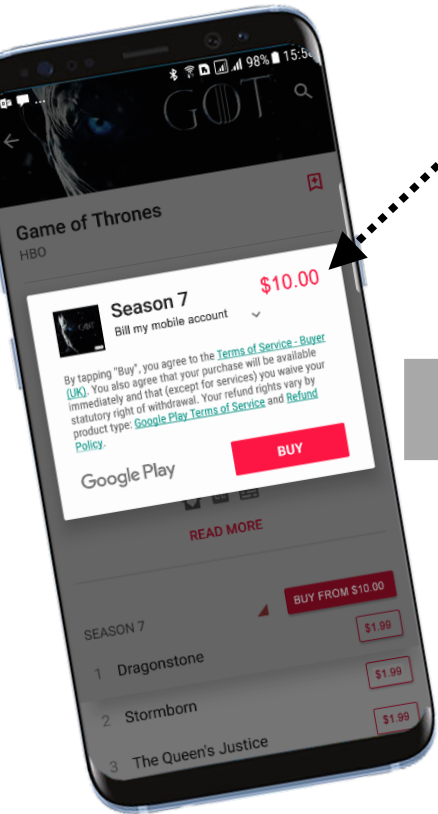 98% 15:5
GOT
Game of Thrones
HBO
Season 7
$10.00
Bill my mobile account
By tapping "Buy", you agree to the Terms of Service - Buyer
(UK). You also agree that your purchase will be available
immediately and that (except for services) you waive your
statutory right of withdrawal. Your refund rights vary by
product type: Google Play Terms of Service and Refund
Policy.
Google Play
BUY
READ MORE
BUY FROM $10.00
SEASON 7
$1.99
1 Dragonstone
$1.99
2 Stormborn
$1.99
3 The Queen's Justice